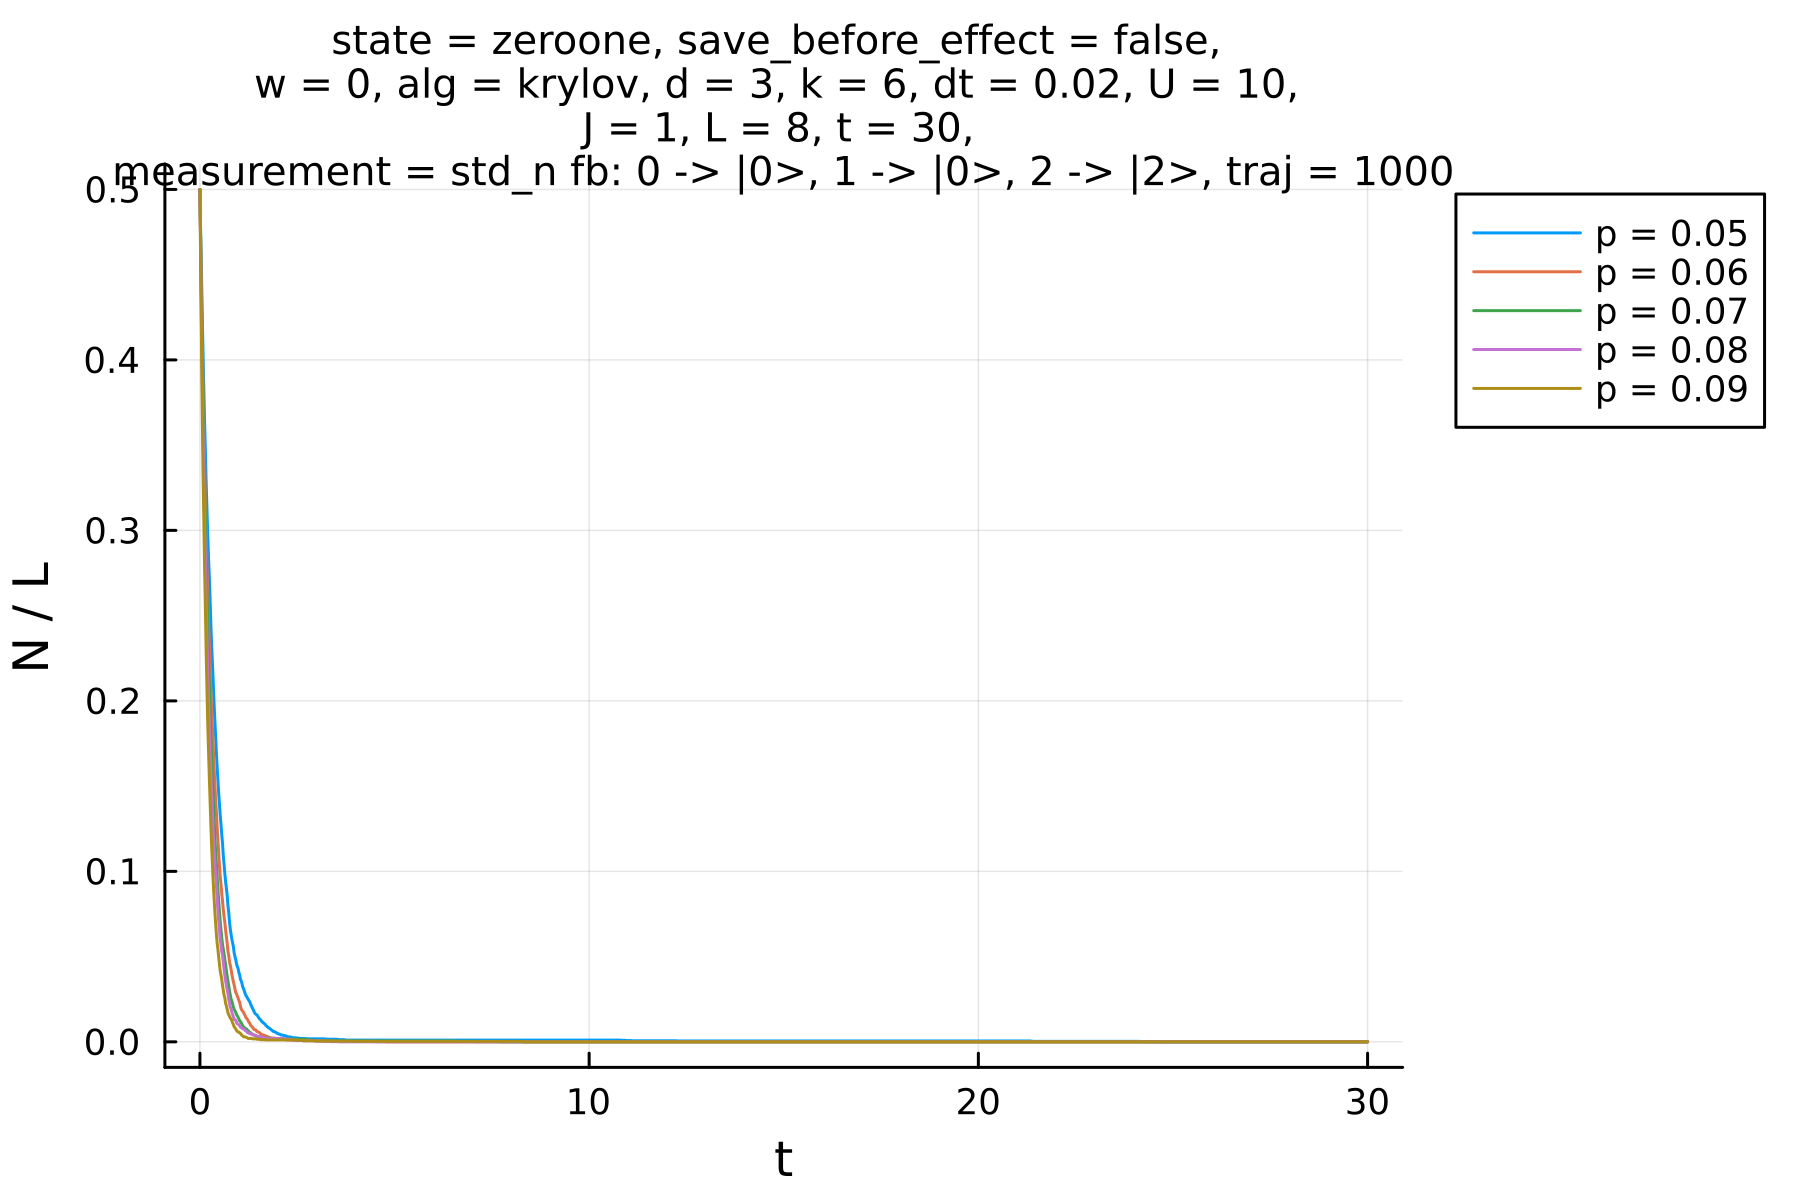 state = zeroone, save_before_effect = false,
w = 0, alg = krylov, d = 3, k = 6, dt = 0.02, U = 10,
J = 1, L = 8, t = 30,
measurement = std_n fb: 0 -> |0>, 1 -> |0>, 2 -> |2>, traj = 1000
0.5
0.4
0.3
0.2
0.1
0.0
N / L
0 10 20 30
t
p = 0.05
p = 0.06
p = 0.07
p = 0.08
p = 0.09